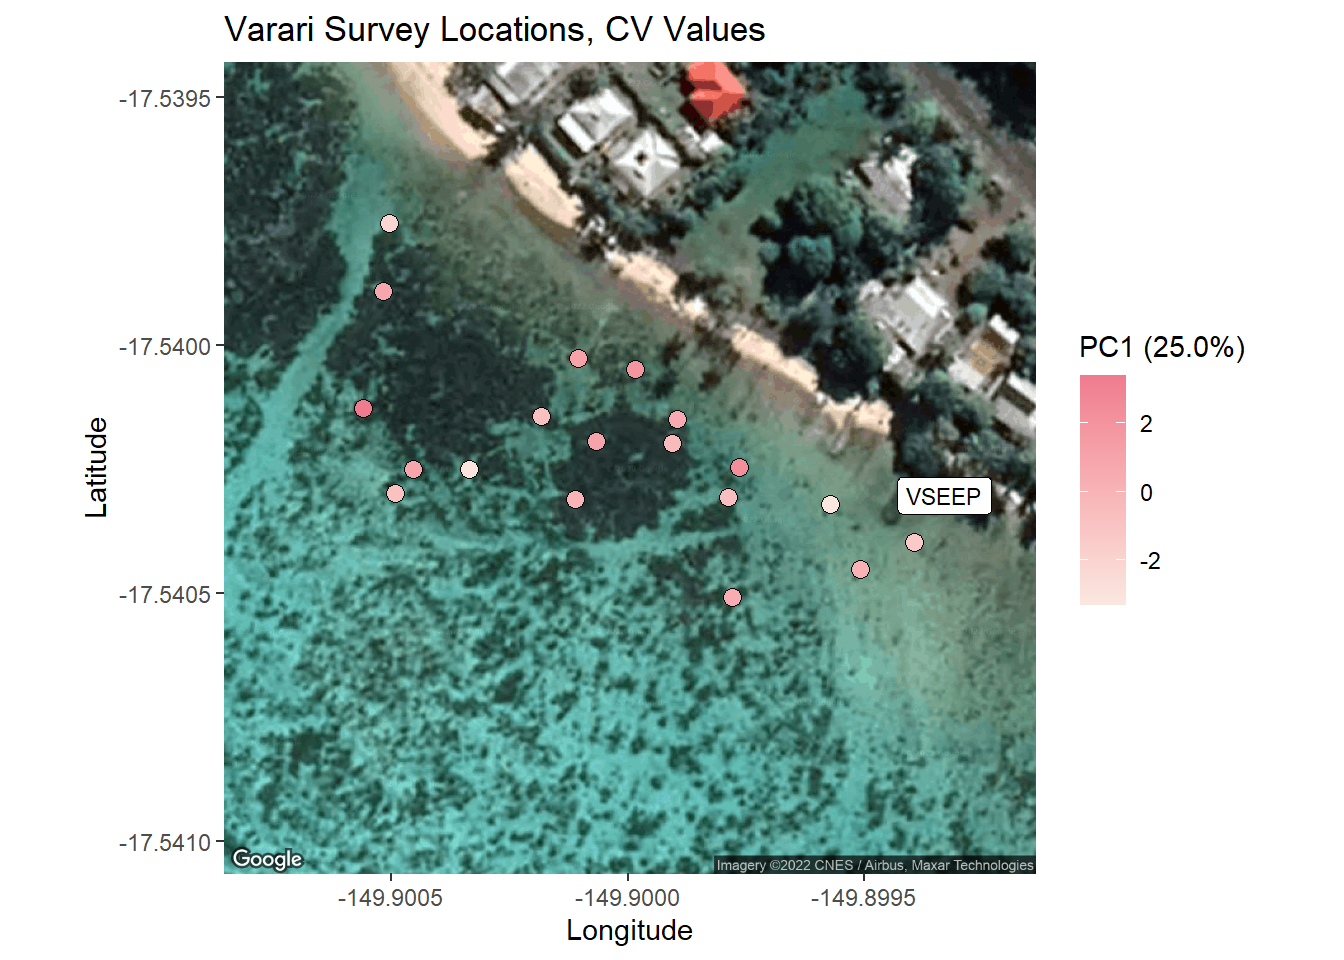 Varari Survey Locations, CV Values
-17.5395
-17.5400
-17.5405
-17.5410
Latitude
VSEEP
Google
Imagery ©2022 CNES / Airbus, Maxar Technologies
-149.9005
-149.9000
-149.8995
Longitude
PC1 (25.0%)
2
0
-2